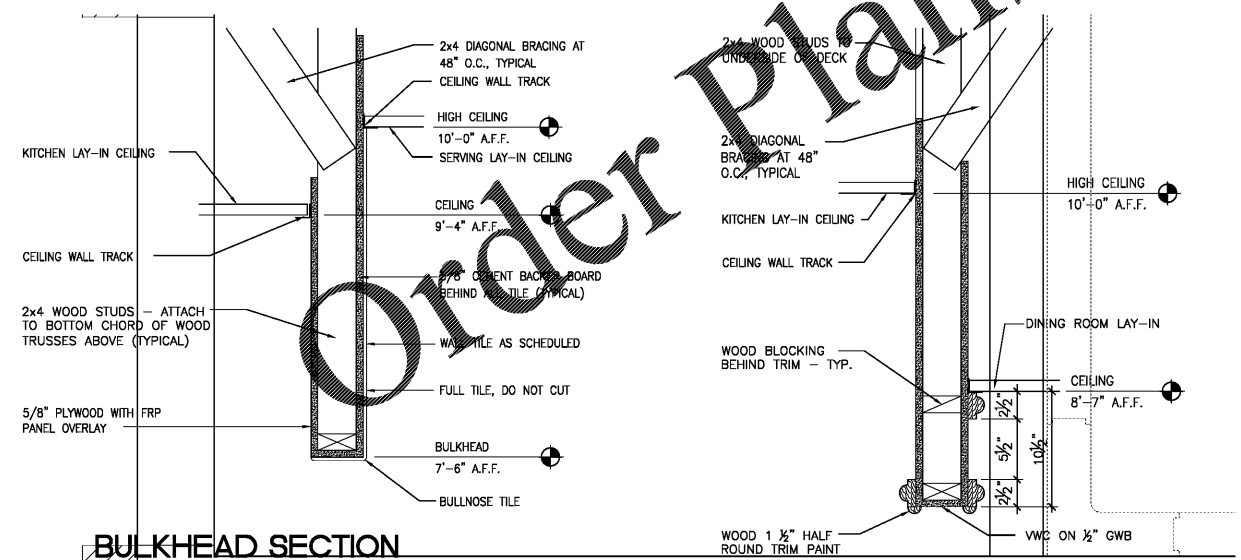 2x4 DIAGONAL BRACING AT
48" O.C., TYPICAL
CEILING WALL TRACK
HIGH CEILING
10'-0" A.F.F.
SERVING LAY-IN CEILING
KITCHEN LAY-IN CEILING
CEILING
9'-4" A.F.F.
CEILING WALL TRACK
5/8" CEMENT BACKER BOARD
BEHIND ALL TILE (TYPICAL)
2x4 WOOD STUDS - ATTACH
TO BOTTOM CHORD OF WOOD
TRUSSES ABOVE (TYPICAL)
WALL TILE AS SCHEDULED
FULL TILE, DO NOT CUT
5/8" PLYWOOD WITH FRP
PANEL OVERLAY
BULKHEAD
7'-6" A.F.F.
BULLNOSE TILE
BULKHEAD SECTION
2x4 WOOD STUDS TO
UNDERSIDE OF DECK
2x4 DIAGONAL
BRACING AT 48"
O.C., TYPICAL
HIGH CEILING
10'-0" A.F.F.
KITCHEN LAY-IN CEILING
CEILING WALL TRACK
DINING ROOM LAY-IN
WOOD BLOCKING
BEHIND TRIM - TYP.
CEILING
8'-7" A.F.F.
2½"
5½"
10½"
2½"
WOOD 1 ½" HALF
ROUND TRIM PAINT
VWC ON ½" GWB
Order Plans